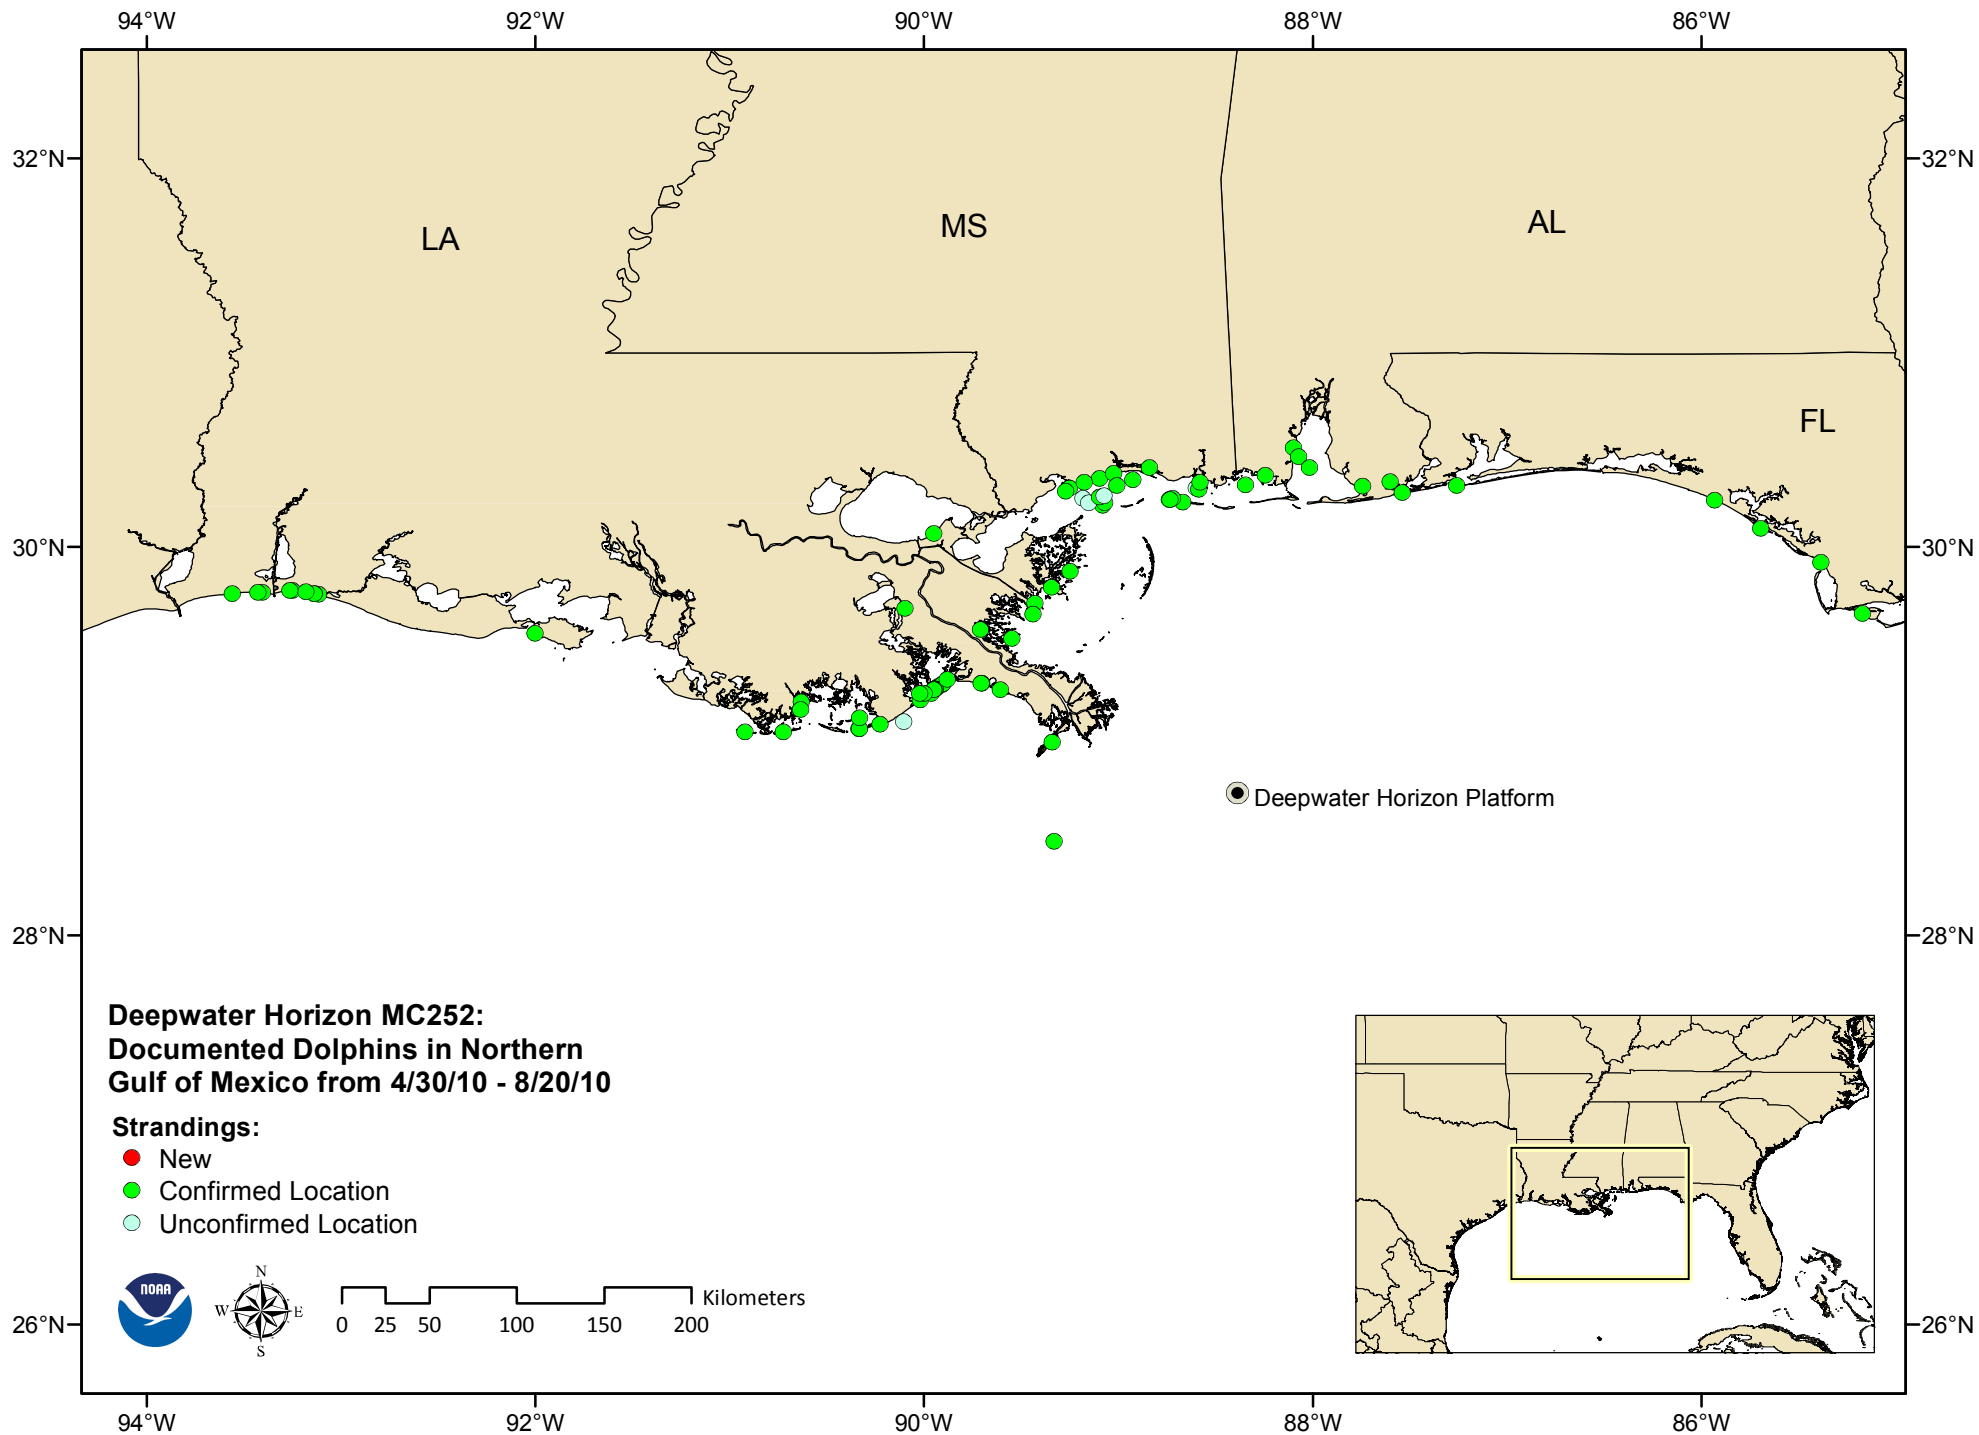 94°W 92°W 90°W 88°W 86°W
32°N 32°N
LA MS AL
FL
30°N 30°N
Deepwater Horizon Platform
28°N 28°N
Deepwater Horizon MC252:
Documented Dolphins in Northern
Gulf of Mexico from 4/30/10 - 8/20/10
Strandings:
New
Confirmed Location
Unconfirmed Location
NOAA
N
W E
S
Kilometers
0 25 50 100 150 200
26°N 26°N
94°W 92°W 90°W 88°W 86°W